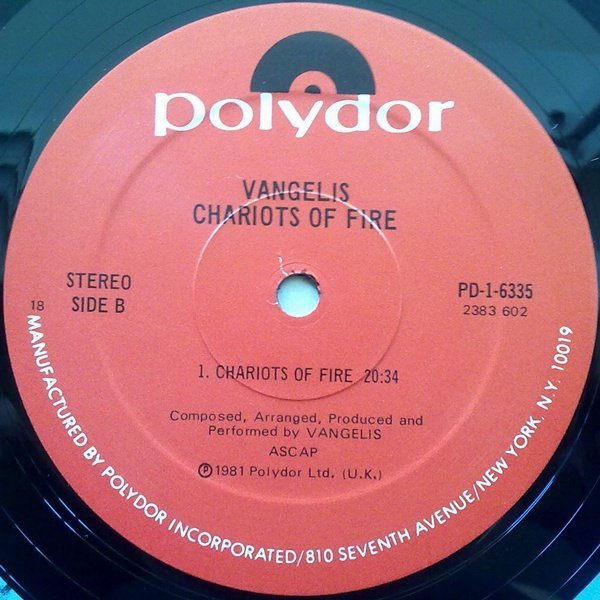 polydor
VANGELIS
CHARIOTS OF FIRE
STEREO
SIDE B
18
PD-1-6335
2383 602
1. CHARIOTS OF FIRE 20:34
Composed, Arranged, Produced and
Performed by VANGELIS
ASCAP
℗1981 Polydor Ltd. (U.K.)
MANUFACTURED BY POLYDOR INCORPORATED/810 SEVENTH AVENUE/NEW YORK, N.Y. 10019